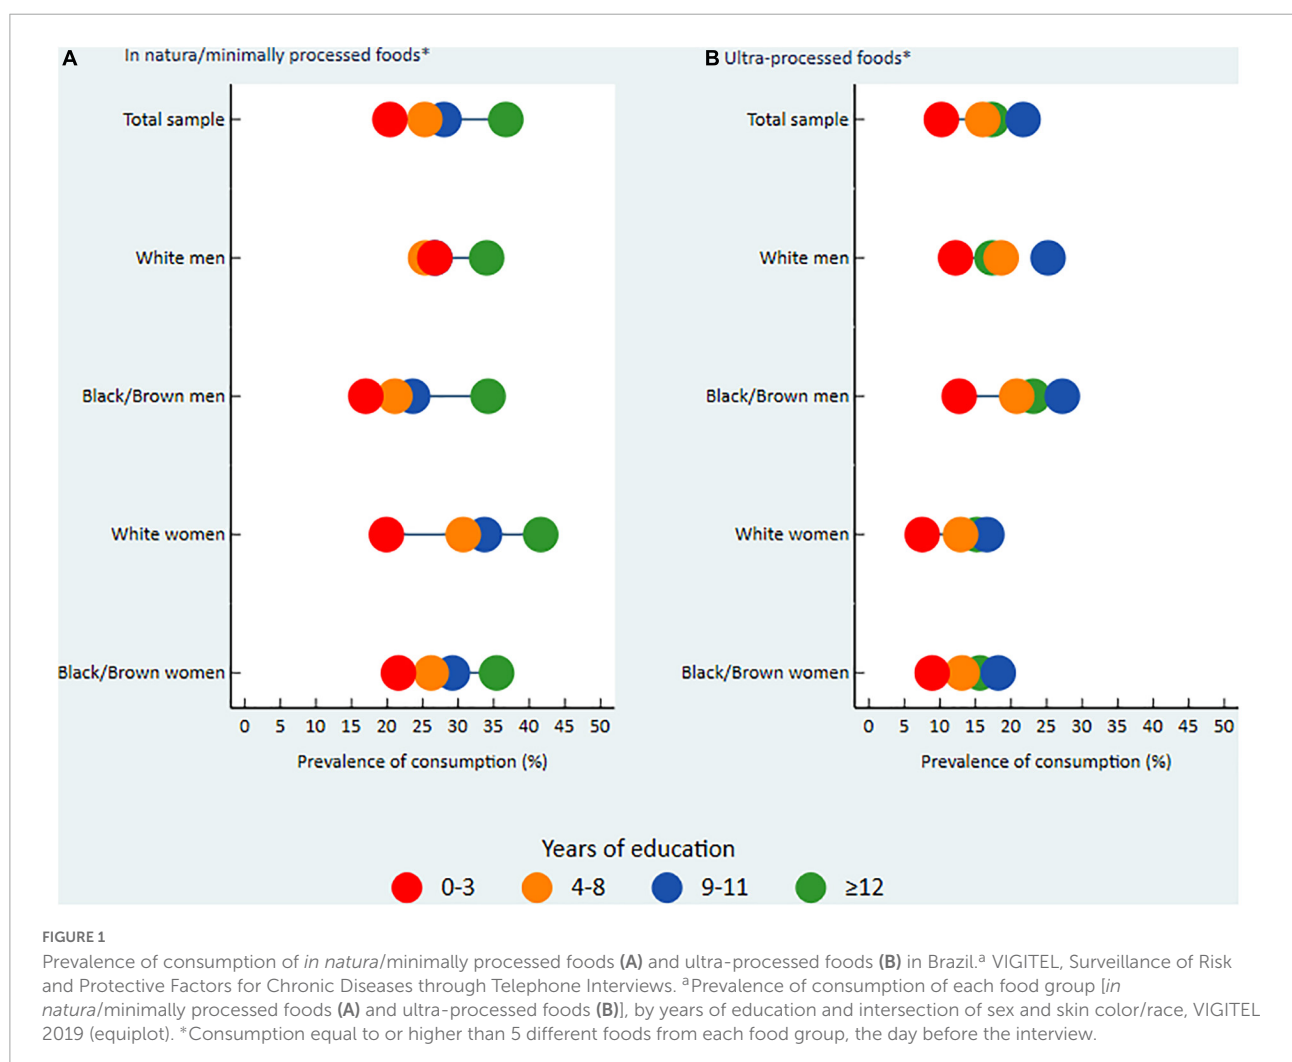 A In natura/minimally processed foods*
Total sample
White men
Black/Brown men
White women
Black/Brown women
0 5 10 15 20 25 30 35 40 45 50
Prevalence of consumption (%)
B Ultra-processed foods*
Total sample
White men
Black/Brown men
White women
Black/Brown women
0 5 10 15 20 25 30 35 40 45 50
Prevalence of consumption (%)
Years of education
0-3 4-8 9-11 ≥12
FIGURE 1
Prevalence of consumption of in natura/minimally processed foods (A) and ultra-processed foods (B) in Brazil.ª VIGITEL, Surveillance of Risk
and Protective Factors for Chronic Diseases through Telephone Interviews. ªPrevalence of consumption of each food group [in
natura/minimally processed foods (A) and ultra-processed foods (B)], by years of education and intersection of sex and skin color/race, VIGITEL
2019 (equiplot). *Consumption equal to or higher than 5 different foods from each food group, the day before the interview.